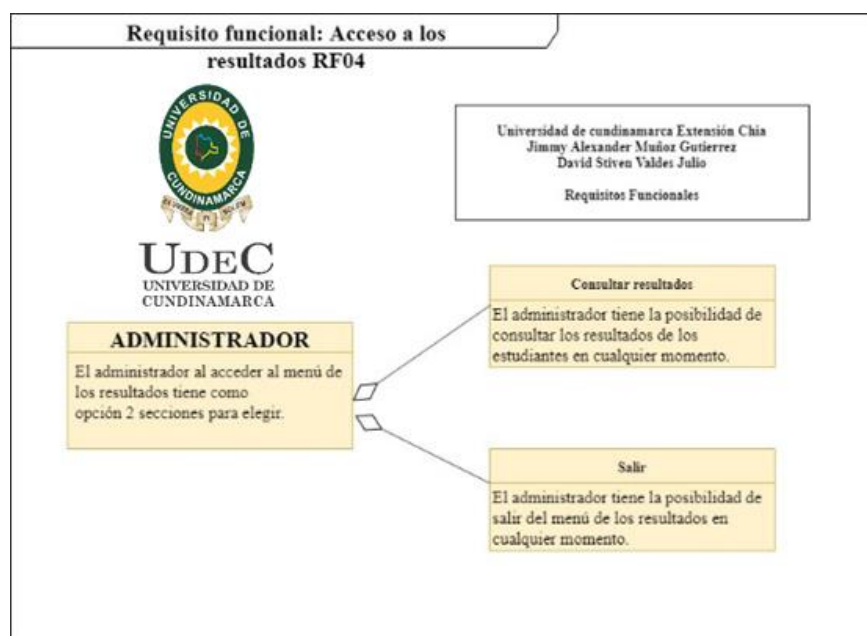 Requisito funcional: Acceso a los
resultados RF04
UNIVERSIDAD DE
CUNDINAMARCA
UDEC
UNIVERSIDAD DE
CUNDINAMARCA
Universidad de cundinamarca Extensión Chia
Jimmy Alexander Muñoz Gutierrez
David Stiven Valdes Julio
Requisitos Funcionales
ADMINISTRADOR
El administrador al acceder al menú de
los resultados tiene como
opción 2 secciones para elegir.
Consultar resultados
El administrador tiene la posibilidad de
consultar los resultados de los
estudiantes en cualquier momento.
Salir
El administrador tiene la posibilidad de
salir del menú de los resultados en
cualquier momento.